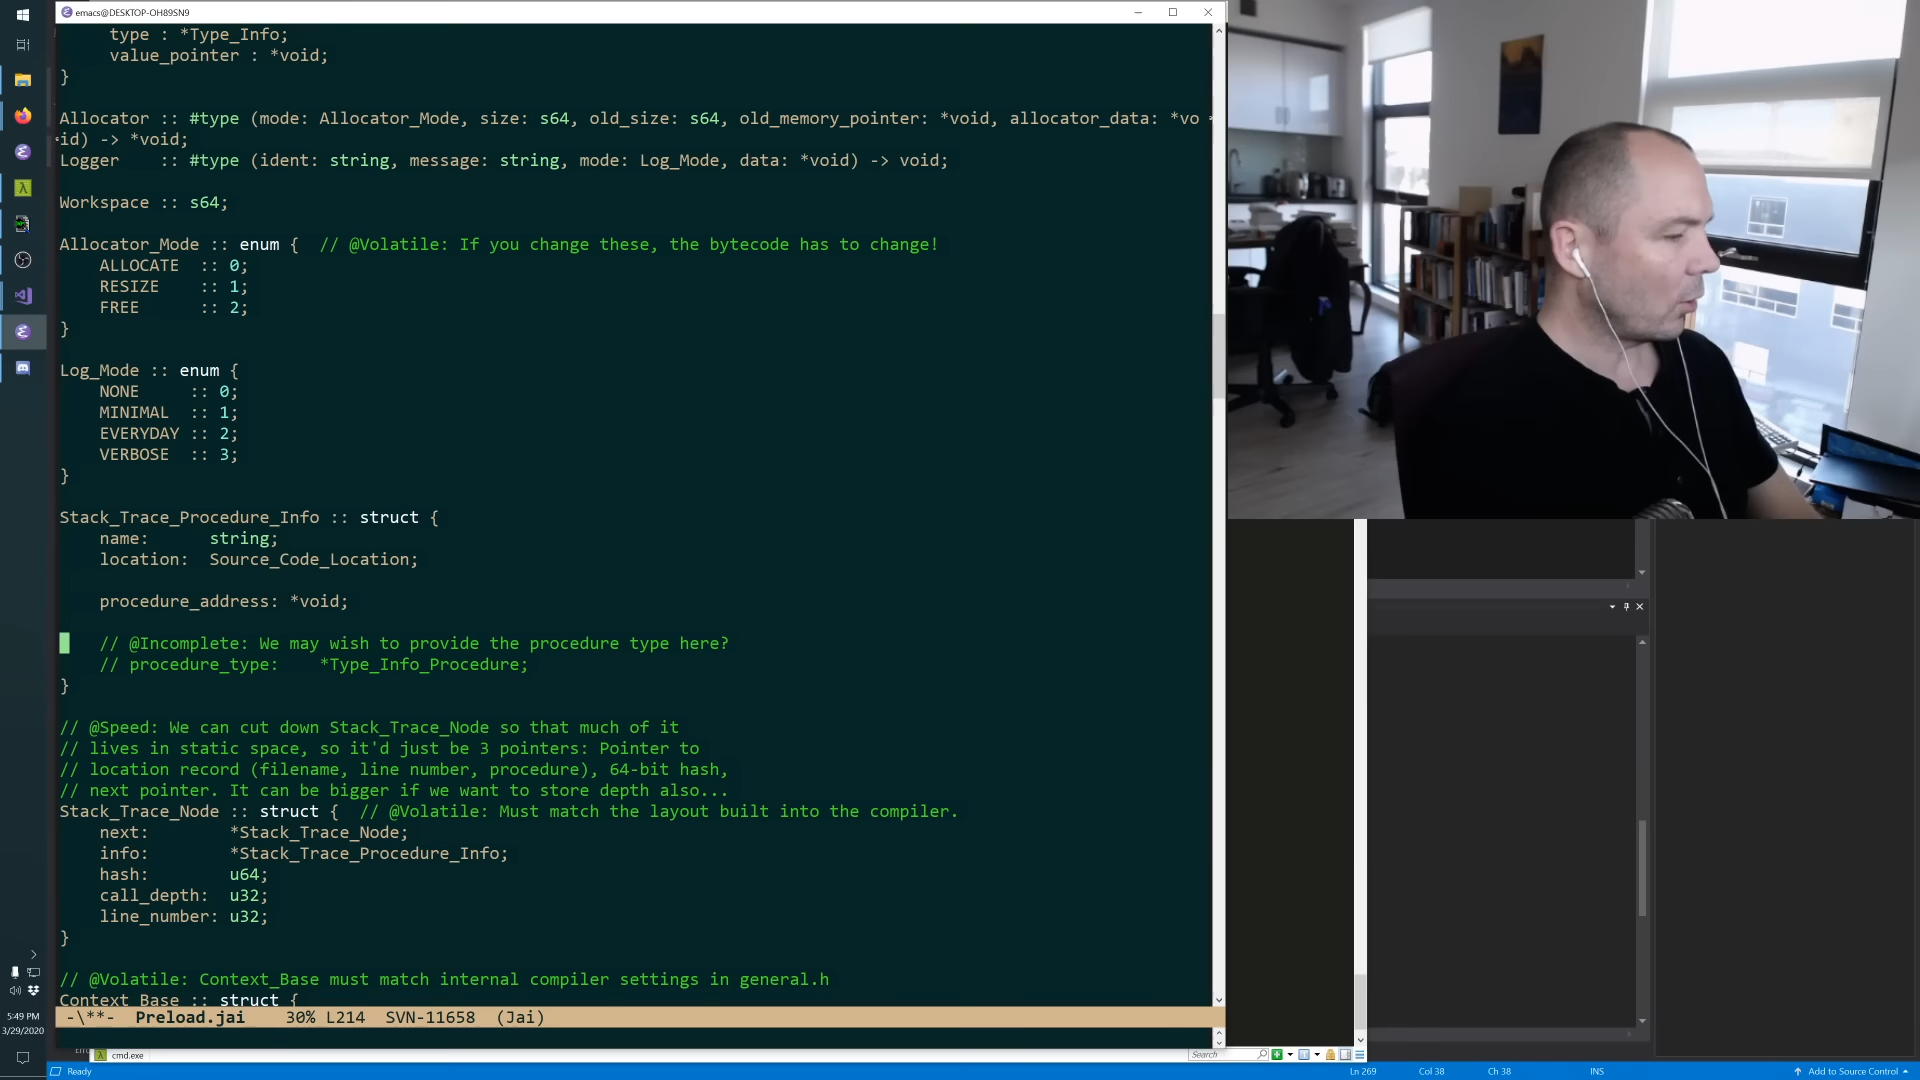 emacs@DESKTOP-OH89SN9
type : *Type_Info;
value_pointer : *void;
}
Allocator :: #type (mode: Allocator_Mode, size: s64, old_size: s64, old_memory_pointer: *void, allocator_data: *vo
id) -> *void;
Logger    :: #type (ident: string, message: string, mode: Log_Mode, data: *void) -> void;
Workspace :: s64;
Allocator_Mode :: enum {  // @Volatile: If you change these, the bytecode has to change!
ALLOCATE  :: 0;
RESIZE    :: 1;
FREE      :: 2;
}
Log_Mode :: enum {
NONE     :: 0;
MINIMAL  :: 1;
EVERYDAY :: 2;
VERBOSE  :: 3;
}
Stack_Trace_Procedure_Info :: struct {
name:      string;
location:  Source_Code_Location;
procedure_address: *void;
// @Incomplete: We may wish to provide the procedure type here?
// procedure_type:    *Type_Info_Procedure;
}
// @Speed: We can cut down Stack_Trace_Node so that much of it
// lives in static space, so it'd just be 3 pointers: Pointer to
// location record (filename, line number, procedure), 64-bit hash,
// next pointer. It can be bigger if we want to store depth also...
Stack_Trace_Node :: struct {  // @Volatile: Must match the layout built into the compiler.
next:        *Stack_Trace_Node;
info:        *Stack_Trace_Procedure_Info;
hash:        u64;
call_depth:  u32;
line_number: u32;
}
// @Volatile: Context_Base must match internal compiler settings in general.h
Context_Base :: struct {
-\**-  Preload.jai    30% L214  SVN-11658  (Jai)
5:49 PM
3/29/2020
cmd.exe
Search
Ready
Ln 269
Col 38
Ch 38
INS
Add to Source Control